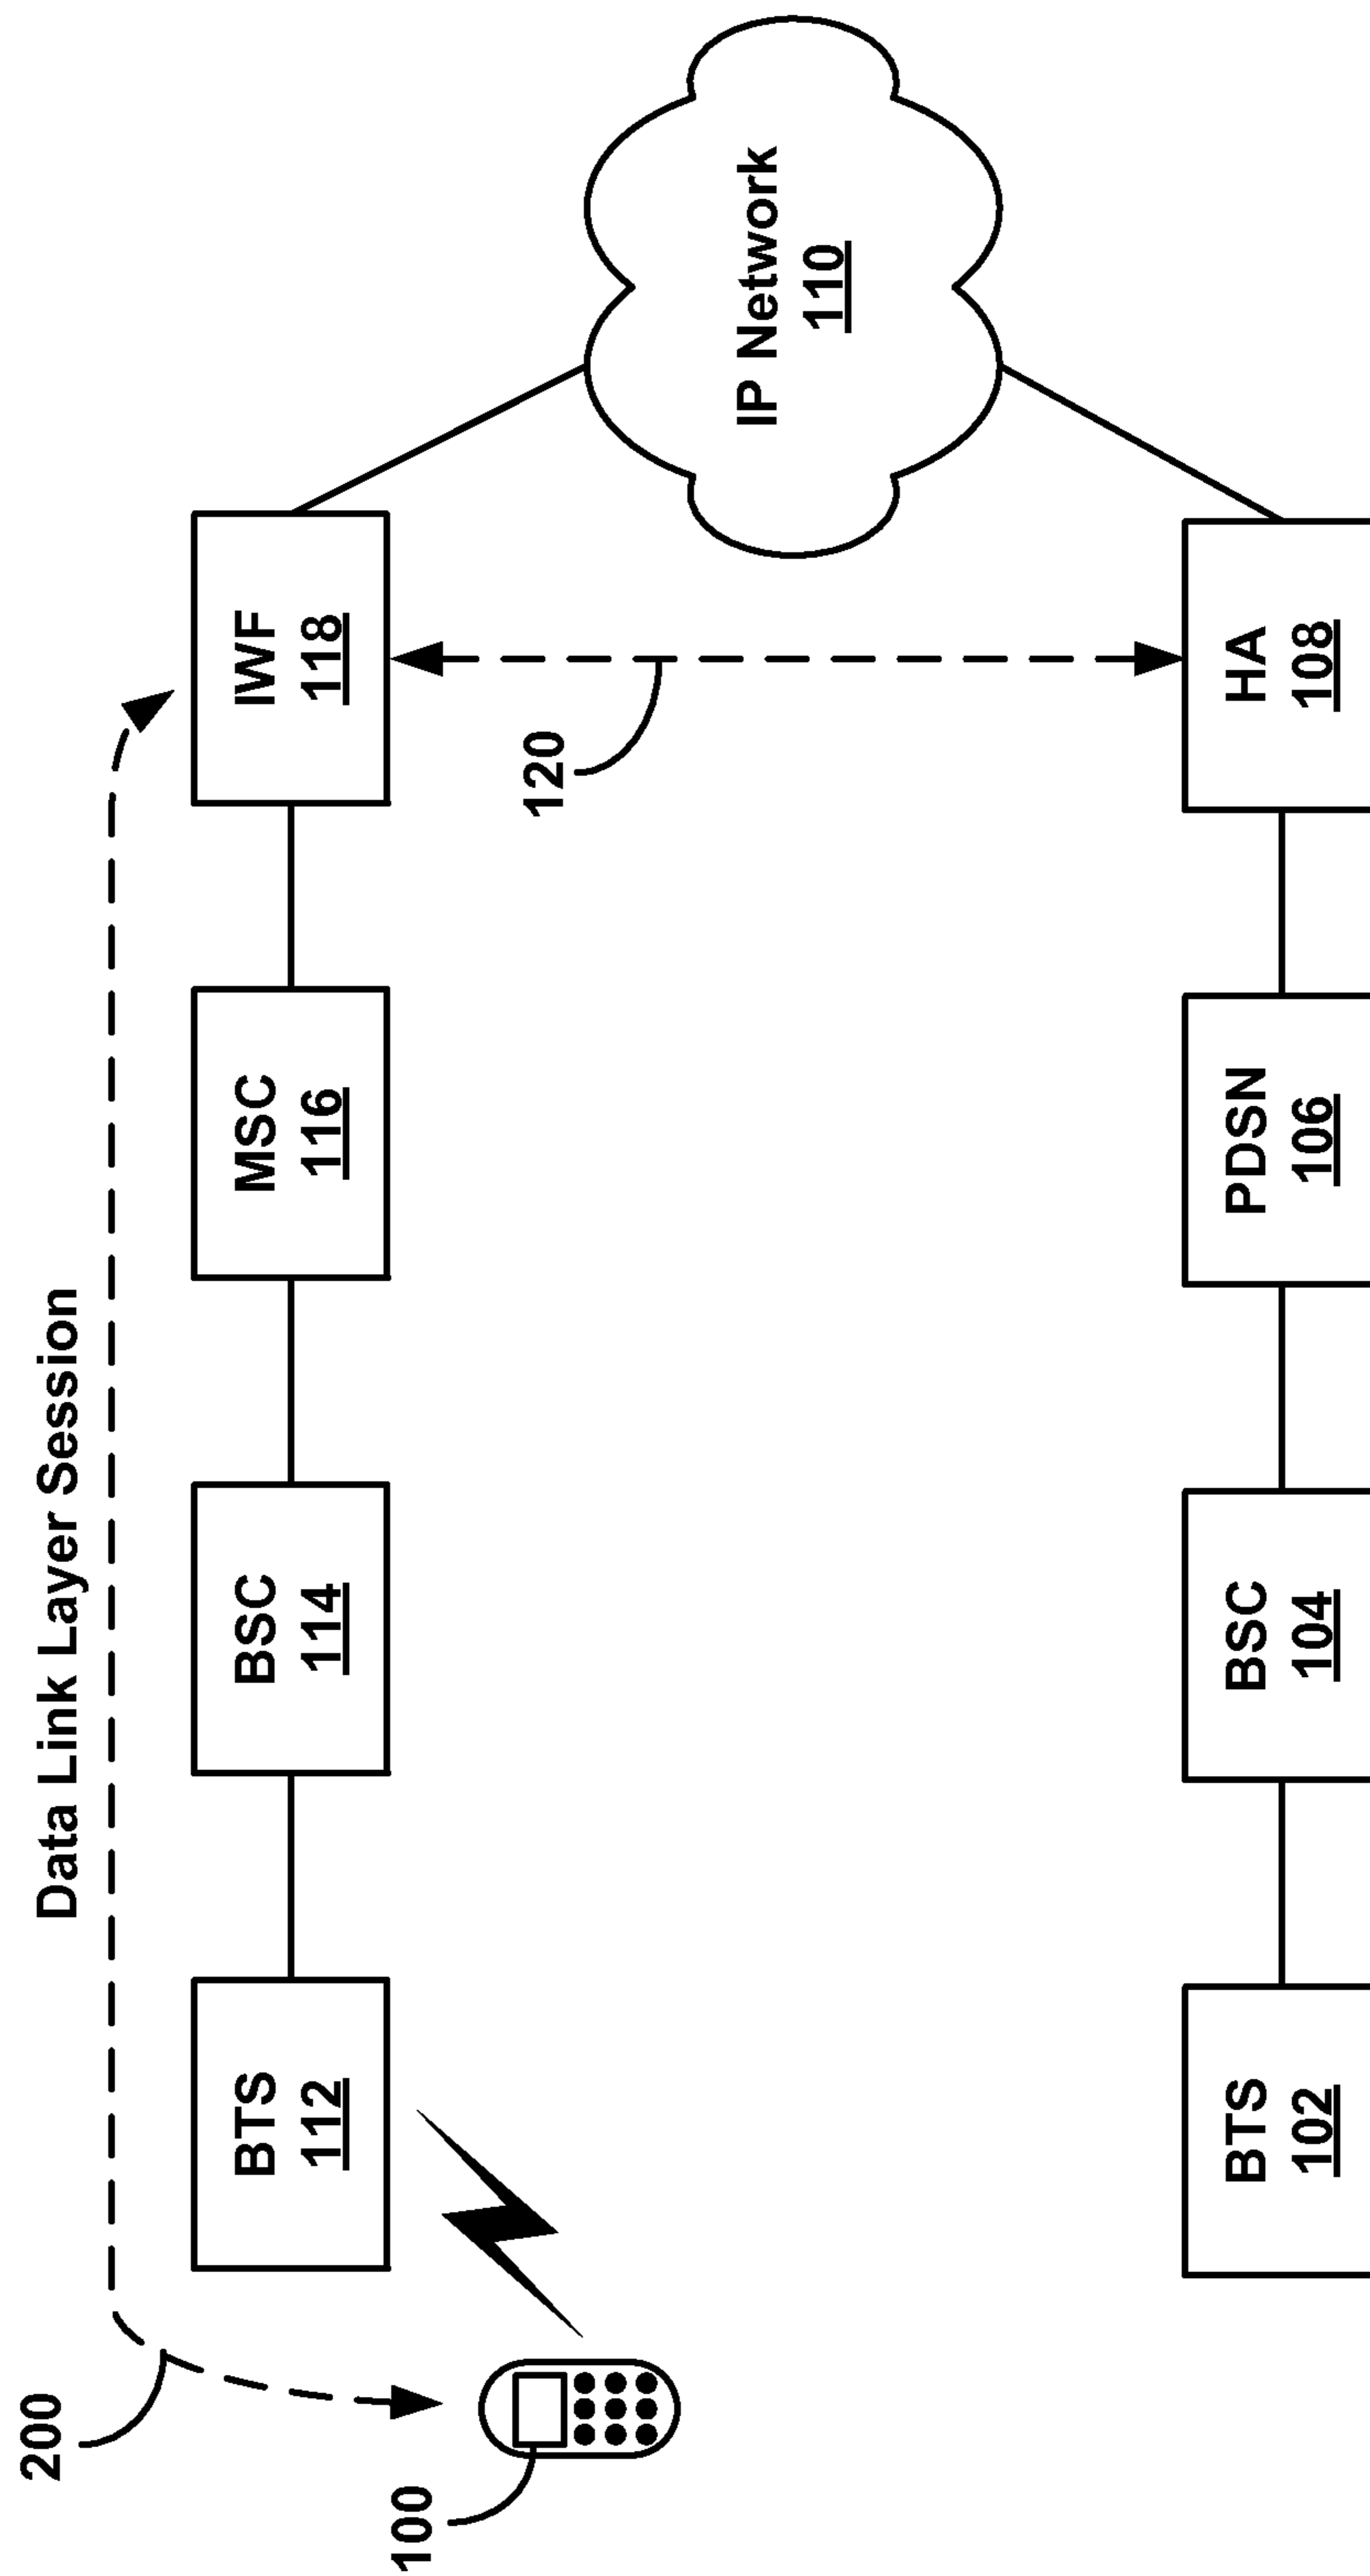 Data Link Layer Session
200
BTS
112
BSC
114
MSC
116
IWF
118
100
120
IP Network
110
BTS
102
BSC
104
PDSN
106
HA
108